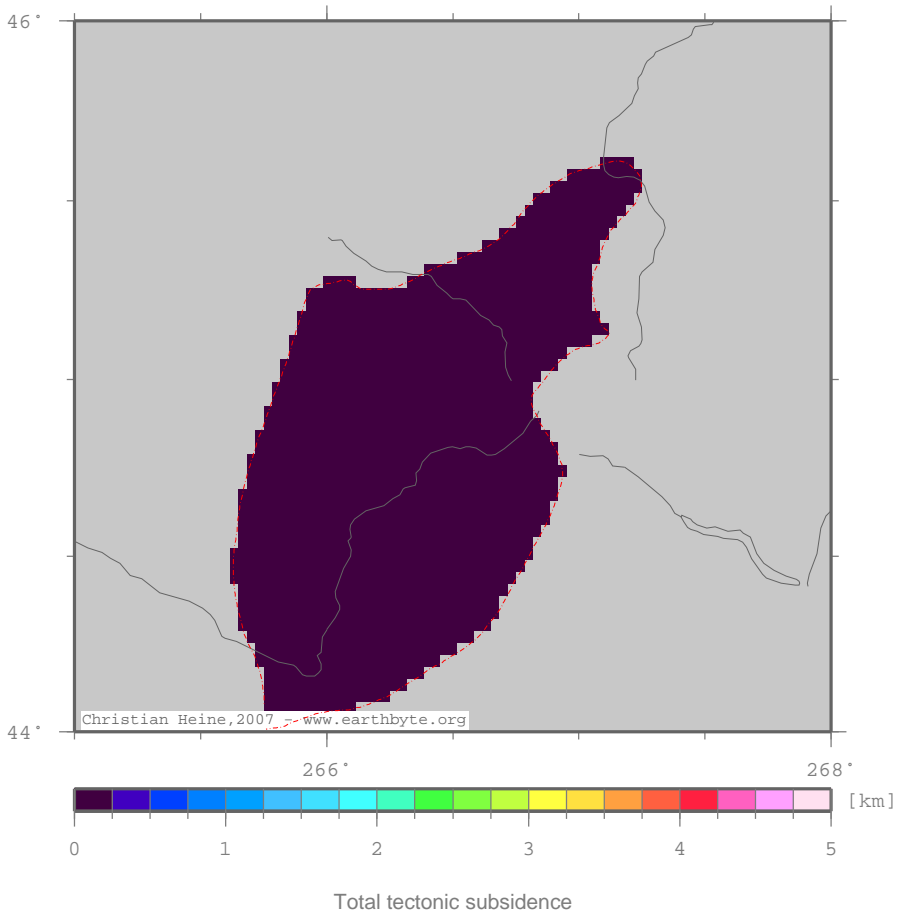 46°
44°
Christian Heine,2007 - www.earthbyte.org
266° 268°
[km]
0 1 2 3 4 5
Total tectonic subsidence